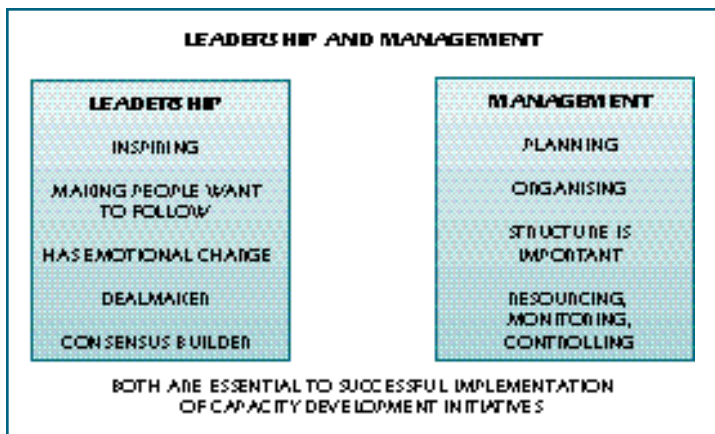 LEADERSHIP AND MANAGEMENT
LEADERSHIP
INSPIRING
MAKING PEOPLE WANT
TO FOLLOW
HAS EMOTIONAL CHARGE
DEALMAKER
CONSENSUS BUILDER
MANAGEMENT
PLANNING
ORGANISING
STRUCTURE IS
IMPORTANT
RESOURCING,
MONITORING,
CONTROLLING
BOTH ARE ESSENTIAL TO SUCCESSFUL IMPLEMENTATION
OF CAPACITY DEVELOPMENT INITIATIVES